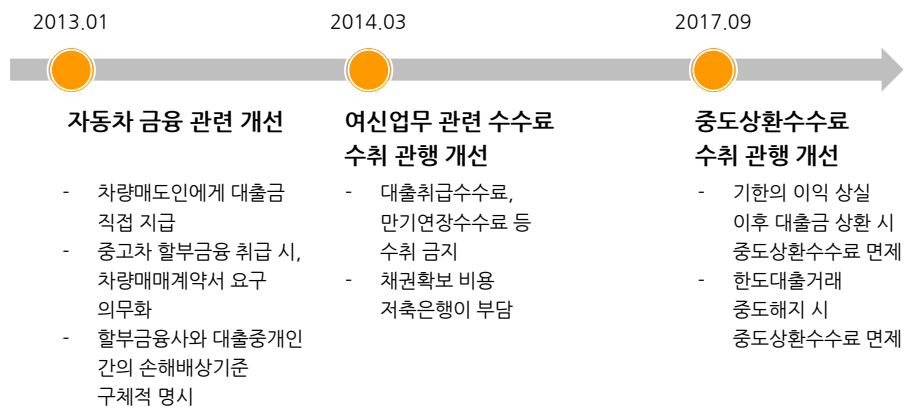 2013.01
2014.03
2017.09
자동차 금융 관련 개선
- 차량매도인에게 대출금
직접 지급
- 중고차 할부금융 취급 시,
차량매매계약서 요구
의무화
- 할부금융사와 대출중개인
간의 손해배상기준
구체적 명시
여신업무 관련 수수료
수취 관행 개선
- 대출취급수수료,
만기연장수수료 등
수취 금지
- 채권확보 비용
저축은행이 부담
중도상환수수료
수취 관행 개선
- 기한의 이익 상실
이후 대출금 상환 시
중도상환수수료 면제
- 한도대출거래
중도해지 시
중도상환수수료 면제